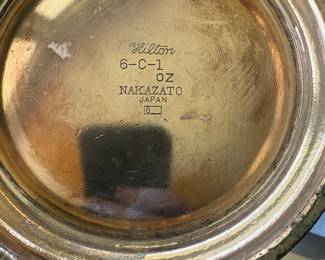 Hilton
6-C-1
OZ
NAKAZATO
JAPAN